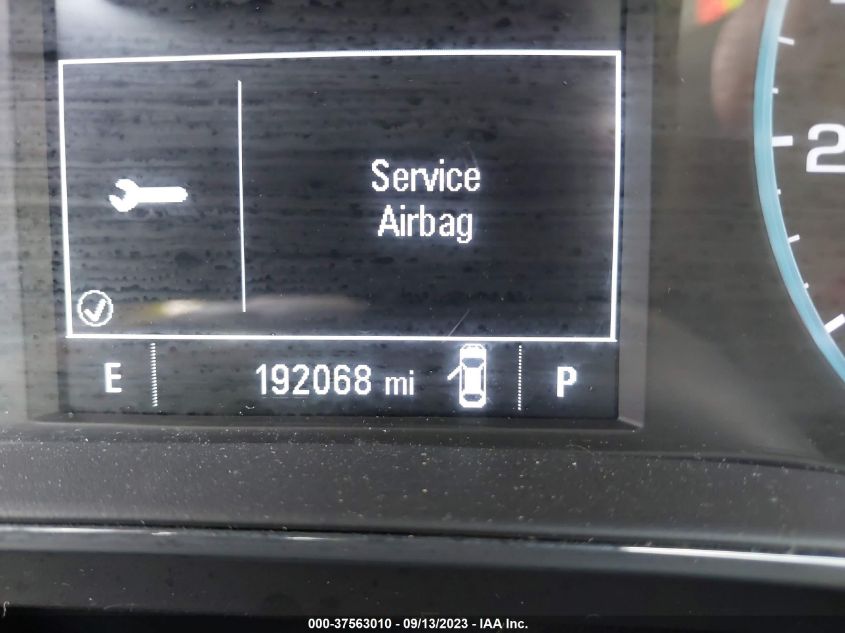 Service
Airbag
2
E 192068 mi P
000-37563010 - 09/13/2023 - IAA Inc.